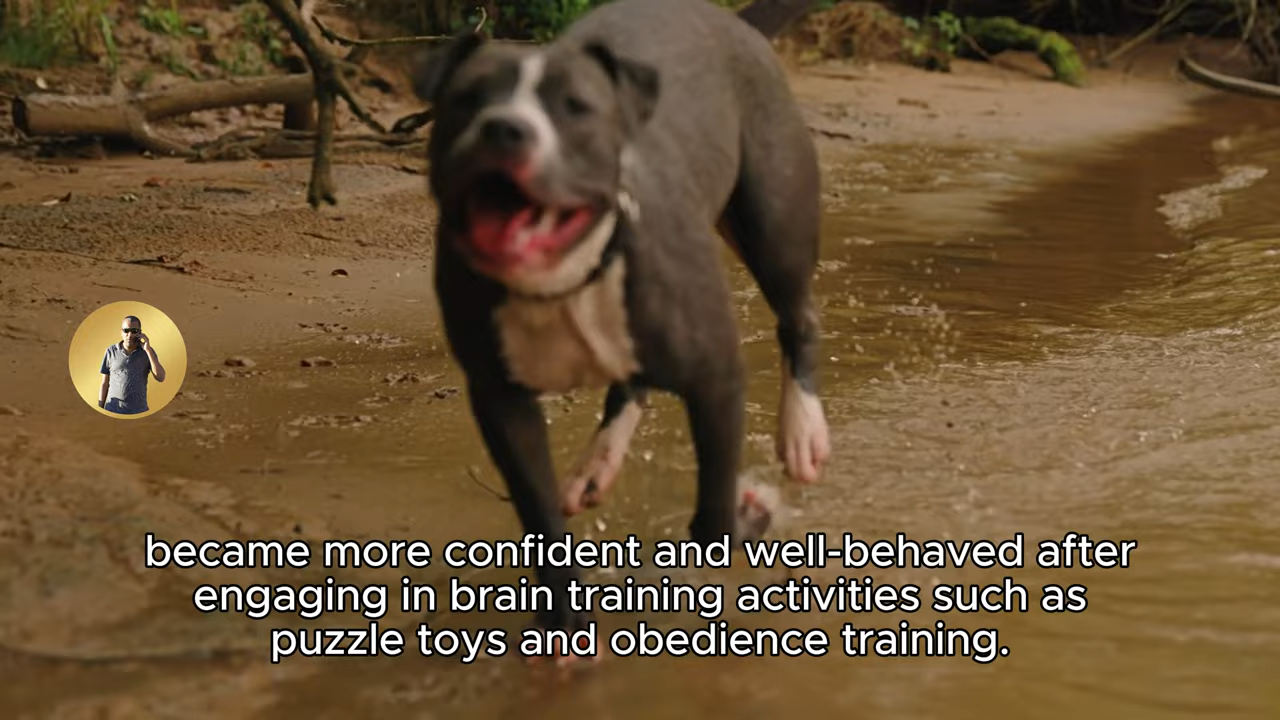 became more confident and well-behaved after
engaging in brain training activities such as
puzzle toys and obedience training.